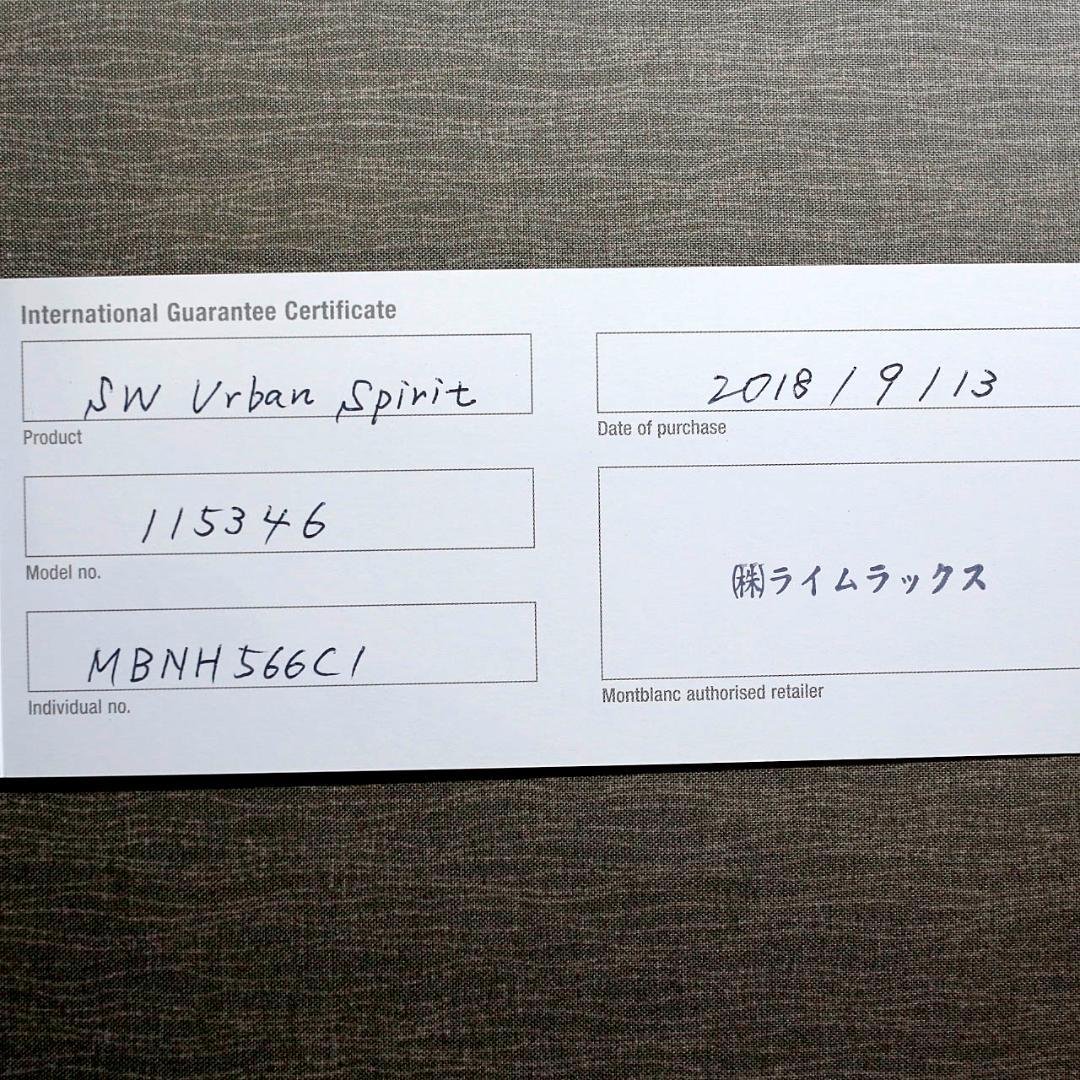 International Guarantee Certificate
SW Urban Spirit
Product
115346
Model no.
MBNH566C1
Individual no.
2018/9/13
Date of purchase
㈱ライムラックス
Montblanc authorised retailer